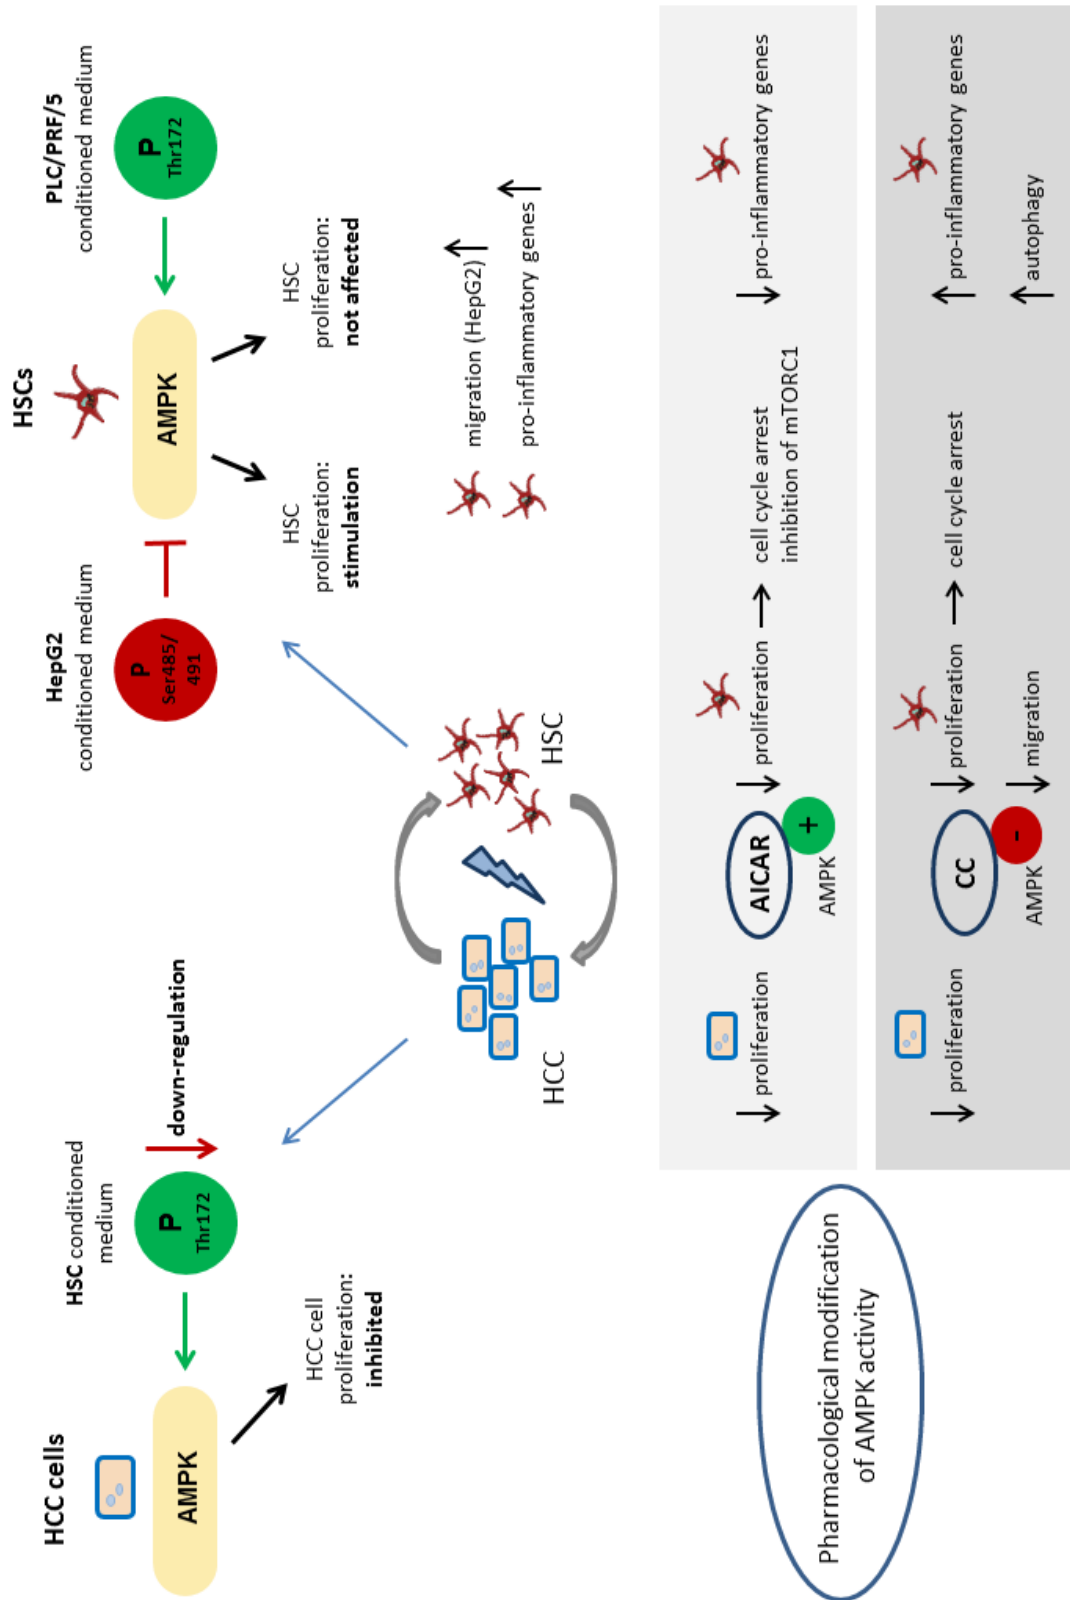 HCC cells
AMPK
HSC conditioned
medium
P
Thr172
down-regulation
HCC cell
proliferation:
inhibited
HSCs
HepG2
conditioned medium
P
Ser485/
491
AMPK
PLC/PRF/5
conditioned medium
P
Thr172
HSC
proliferation:
stimulation
HSC
proliferation:
not affected
migration (HepG2)
pro-inflammatory genes
HCC
HSC
Pharmacological modification
of AMPK activity
proliferation
AICAR
+
AMPK
proliferation
cell cycle arrest
inhibition of mTORC1
pro-inflammatory genes
proliferation
CC
-
AMPK
proliferation
cell cycle arrest
pro-inflammatory genes
migration
autophagy